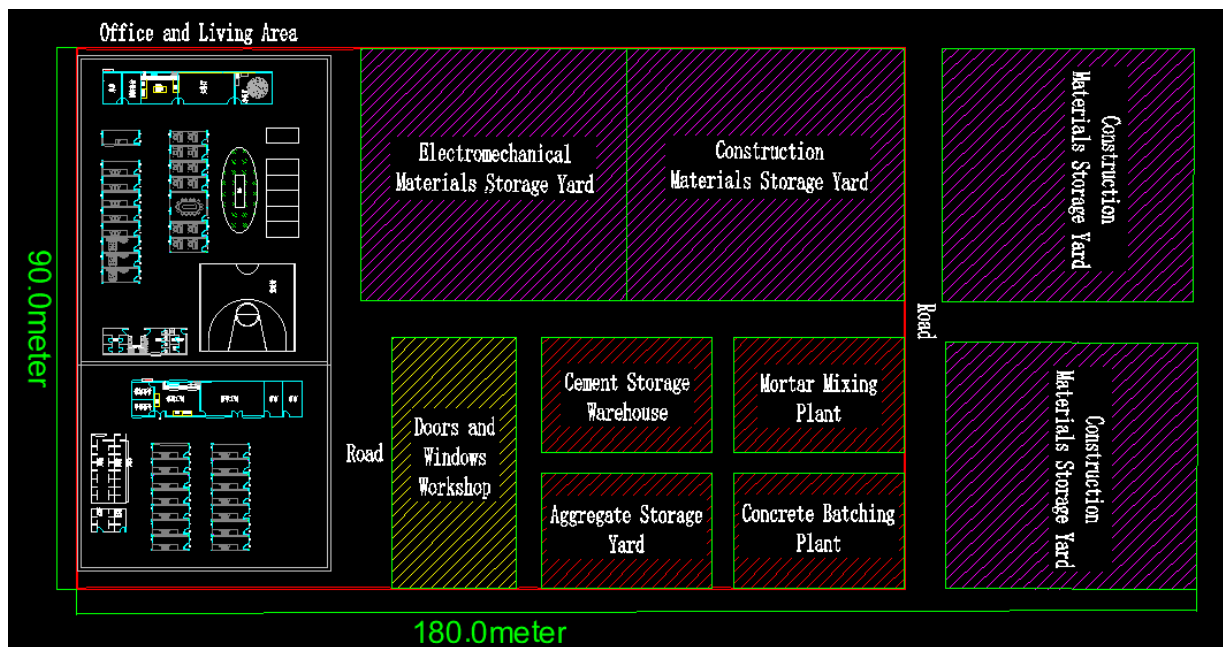 Office and Living Area
Electromechanical
Materials Storage Yard
Construction
Materials Storage Yard
Construction
Materials Storage Yard
90.0meter
Road
Cement Storage
Warehouse
Mortar Mixing
Plant
Doors and
Windows
Workshop
Road
Aggregate Storage
Yard
Concrete Batching
Plant
Construction
Materials Storage Yard
180.0meter